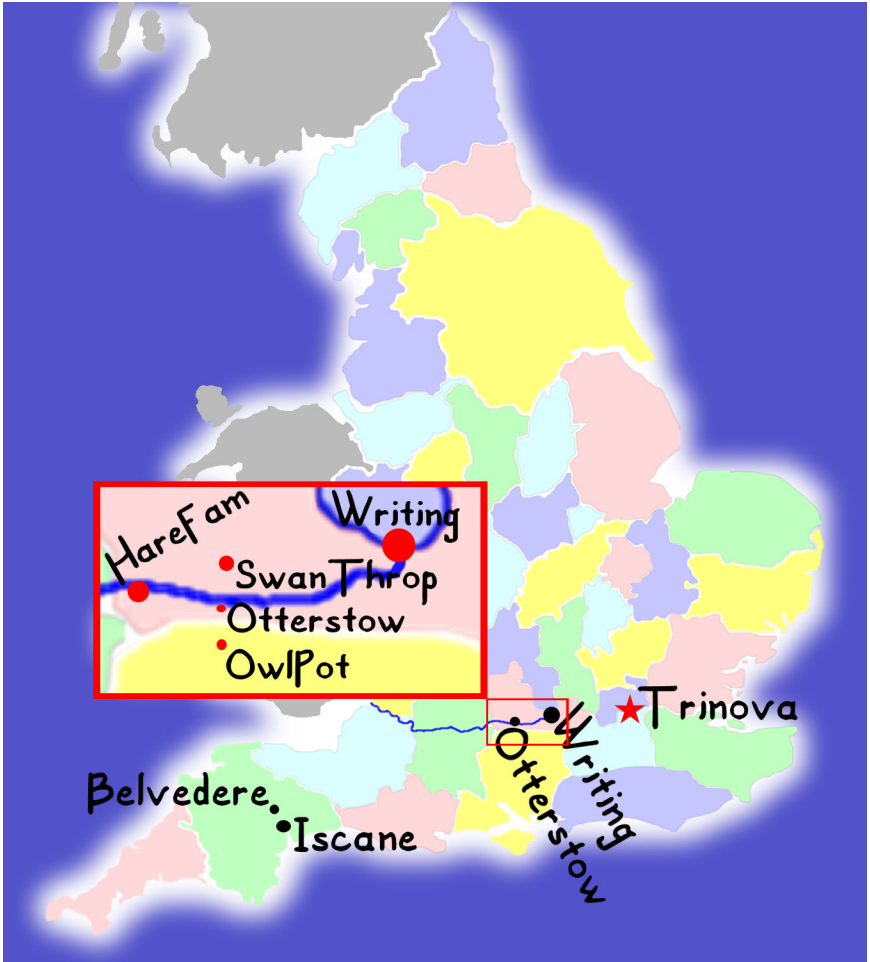 HareFam
Writing
SwanThrop
Otterstow
OwlPot
Trinova
Writing
Otterstow
Belvedere
Iscane